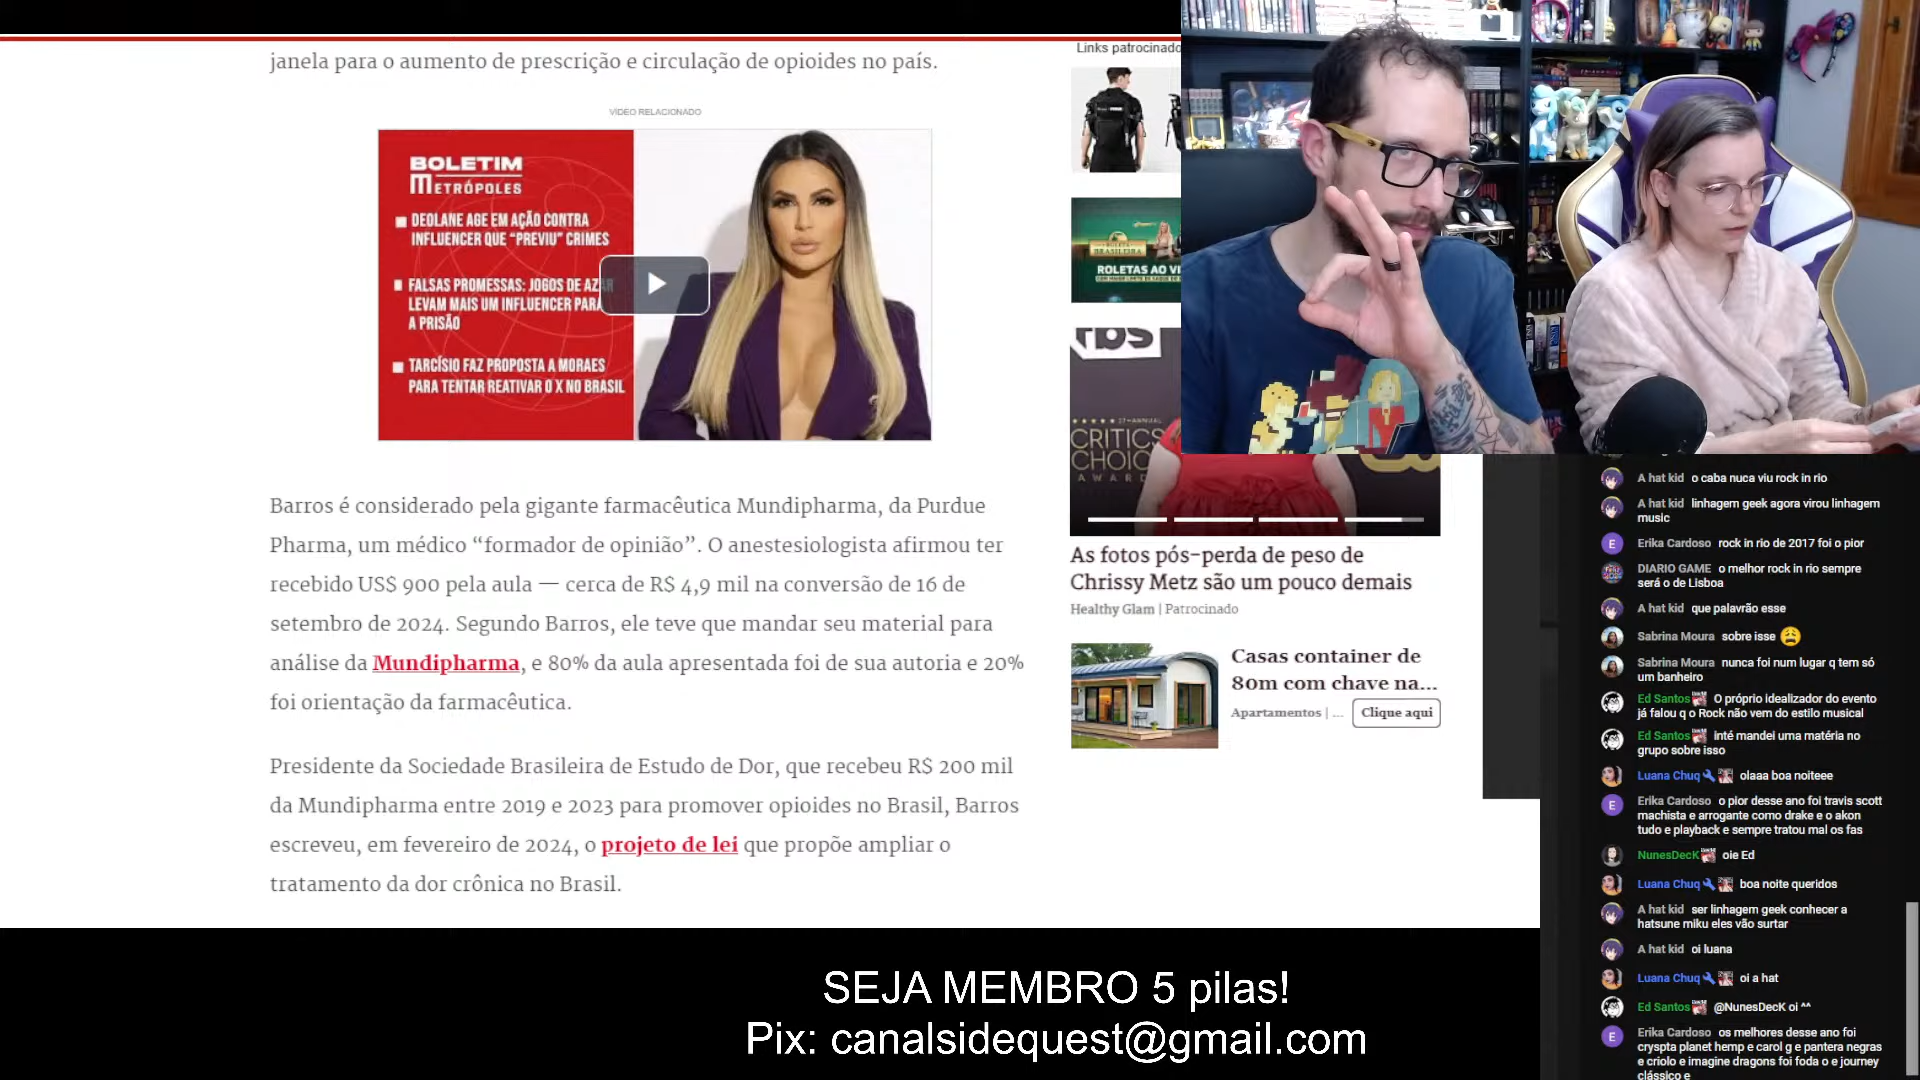 janela para o aumento de prescrição e circulação de opioides no país.
VÍDEO RELACIONADO
BOLETIM
METRÓPOLES
DEOLANE AGE EM AÇÃO CONTRA
INFLUENCER QUE “PREVIU” CRIMES
FALSAS PROMESSAS: JOGOS DE AZAR
LEVAM MAIS UM INFLUENCER PARA
A PRISÃO
TARCÍSIO FAZ PROPOSTA A MORAES
PARA TENTAR REATIVAR O X NO BRASIL
Barros é considerado pela gigante farmacêutica Mundipharma, da Purdue
Pharma, um médico “formador de opinião”. O anestesiologista afirmou ter
recebido US$ 900 pela aula — cerca de R$ 4,9 mil na conversão de 16 de
setembro de 2024. Segundo Barros, ele teve que mandar seu material para
análise da Mundipharma, e 80% da aula apresentada foi de sua autoria e 20%
foi orientação da farmacêutica.
Presidente da Sociedade Brasileira de Estudo de Dor, que recebeu R$ 200 mil
da Mundipharma entre 2019 e 2023 para promover opioides no Brasil, Barros
escreveu, em fevereiro de 2024, o projeto de lei que propõe ampliar o
tratamento da dor crônica no Brasil.
Links patrocinado
ROLETAS AO VI
CRITICS
CHOIC
AWARD
As fotos pós-perda de peso de
Chrissy Metz são um pouco demais
Healthy Glam | Patrocinado
Casas container de
80m com chave na...
Apartamentos | ...
Clique aqui
A hat kid o caba nuca viu rock in rio
A hat kid linhagem geek agora virou linhagem
music
Erika Cardoso rock in rio de 2017 foi o pior
DIARIO GAME o melhor rock in rio sempre
será o de Lisboa
A hat kid que palavrão esse
Sabrina Moura sobre isse 😩
Sabrina Moura nunca foi num lugar q tem só
um banheiro
Ed Santos O próprio idealizador do evento
já falou q o Rock não vem do estilo musical
Ed Santos inté mandei uma matéria no
grupo sobre isso
Luana Chuq olaaa boa noiteee
Erika Cardoso o pior desse ano foi travis scott
machista e arrogante como drake e o akon
tudo e playback e sempre tratou mal os fas
NunesDecK oie Ed
Luana Chuq boa noite queridos
A hat kid ser linhagem geek conhecer a
hatsune miku eles vão surtar
A hat kid oi luana
Luana Chuq oi a hat
Ed Santos @NunesDecK oi ^^
Erika Cardoso os melhores desse ano foi
cryspta planet hemp e carol g e pantera negras
e criolo e imagine dragons foi foda o e journey
clássico e
SEJA MEMBRO 5 pilas!
Pix: canalsidequest@gmail.com